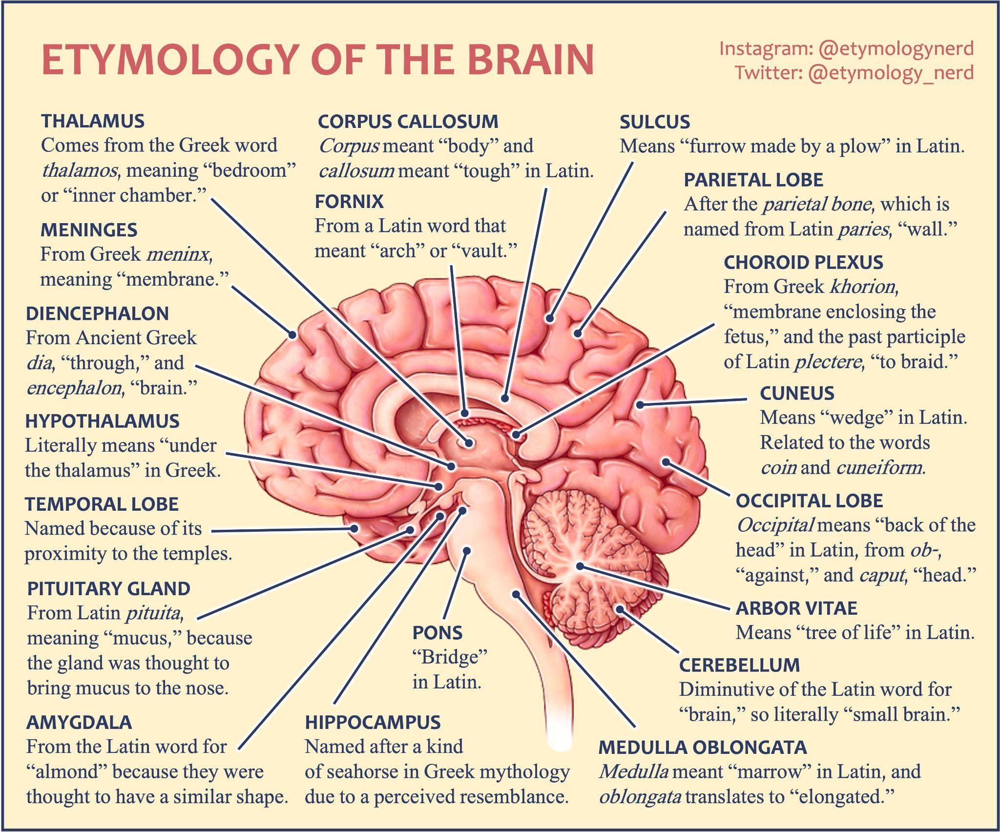 ETYMOLOGY OF THE BRAIN
Instagram: @etymologynerd
Twitter: @etymology_nerd
THALAMUS
Comes from the Greek word
thalamos, meaning “bedroom”
or “inner chamber.”
MENINGES
From Greek meninx,
meaning “membrane.”
DIENCEPHALON
From Ancient Greek
dia, “through,” and
encephalon, “brain.”
HYPOTHALAMUS
Literally means “under
the thalamus” in Greek.
TEMPORAL LOBE
Named because of its
proximity to the temples.
PITUITARY GLAND
From Latin pituita,
meaning “mucus,” because
the gland was thought to
bring mucus to the nose.
AMYGDALA
From the Latin word for
“almond” because they were
thought to have a similar shape.
CORPUS CALLOSUM
Corpus meant “body” and
callosum meant “tough” in Latin.
FORNIX
From a Latin word that
meant “arch” or “vault.”
PONS
“Bridge”
in Latin.
HIPPOCAMPUS
Named after a kind
of seahorse in Greek mythology
due to a perceived resemblance.
SULCUS
Means “furrow made by a plow” in Latin.
PARIETAL LOBE
After the parietal bone, which is
named from Latin paries, “wall.”
CHOROID PLEXUS
From Greek khorion,
“membrane enclosing the
fetus,” and the past participle
of Latin plectere, “to braid.”
CUNEUS
Means “wedge” in Latin.
Related to the words
coin and cuneiform.
OCCIPITAL LOBE
Occipital means “back of the
head” in Latin, from ob-,
“against,” and caput, “head.”
ARBOR VITAE
Means “tree of life” in Latin.
CEREBELLUM
Diminutive of the Latin word for
“brain,” so literally “small brain.”
MEDULLA OBLONGATA
Medulla meant “marrow” in Latin, and
oblongata translates to “elongated.”